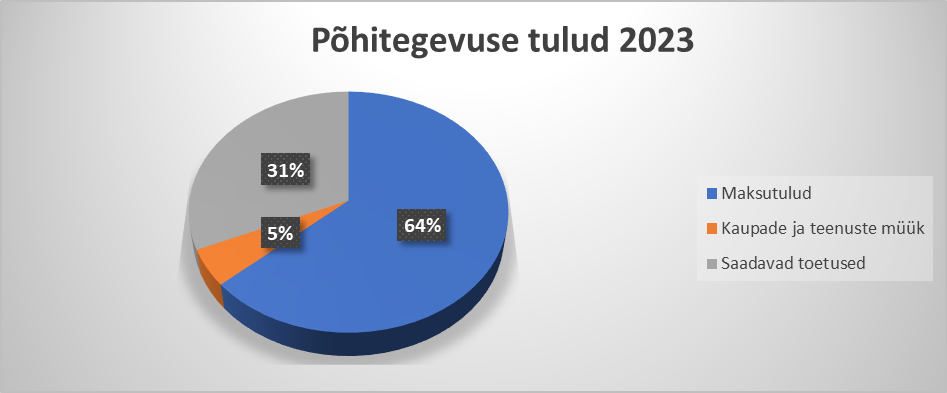 Põhitegevuse tulud 2023
31%
5%
64%
Maksutulud
Kaupade ja teenuste müük
Saadavad toetused